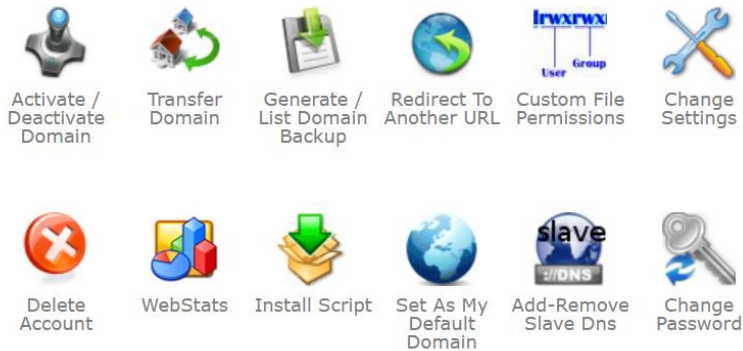 lrwxrwx
User Group
Activate / Deactivate Domain
Transfer Domain
Generate / List Domain Backup
Redirect To Another URL
Custom File Permissions
Change Settings
slave
://DNS
Delete Account
WebStats
Install Script
Set As My Default Domain
Add-Remove Slave Dns
Change Password